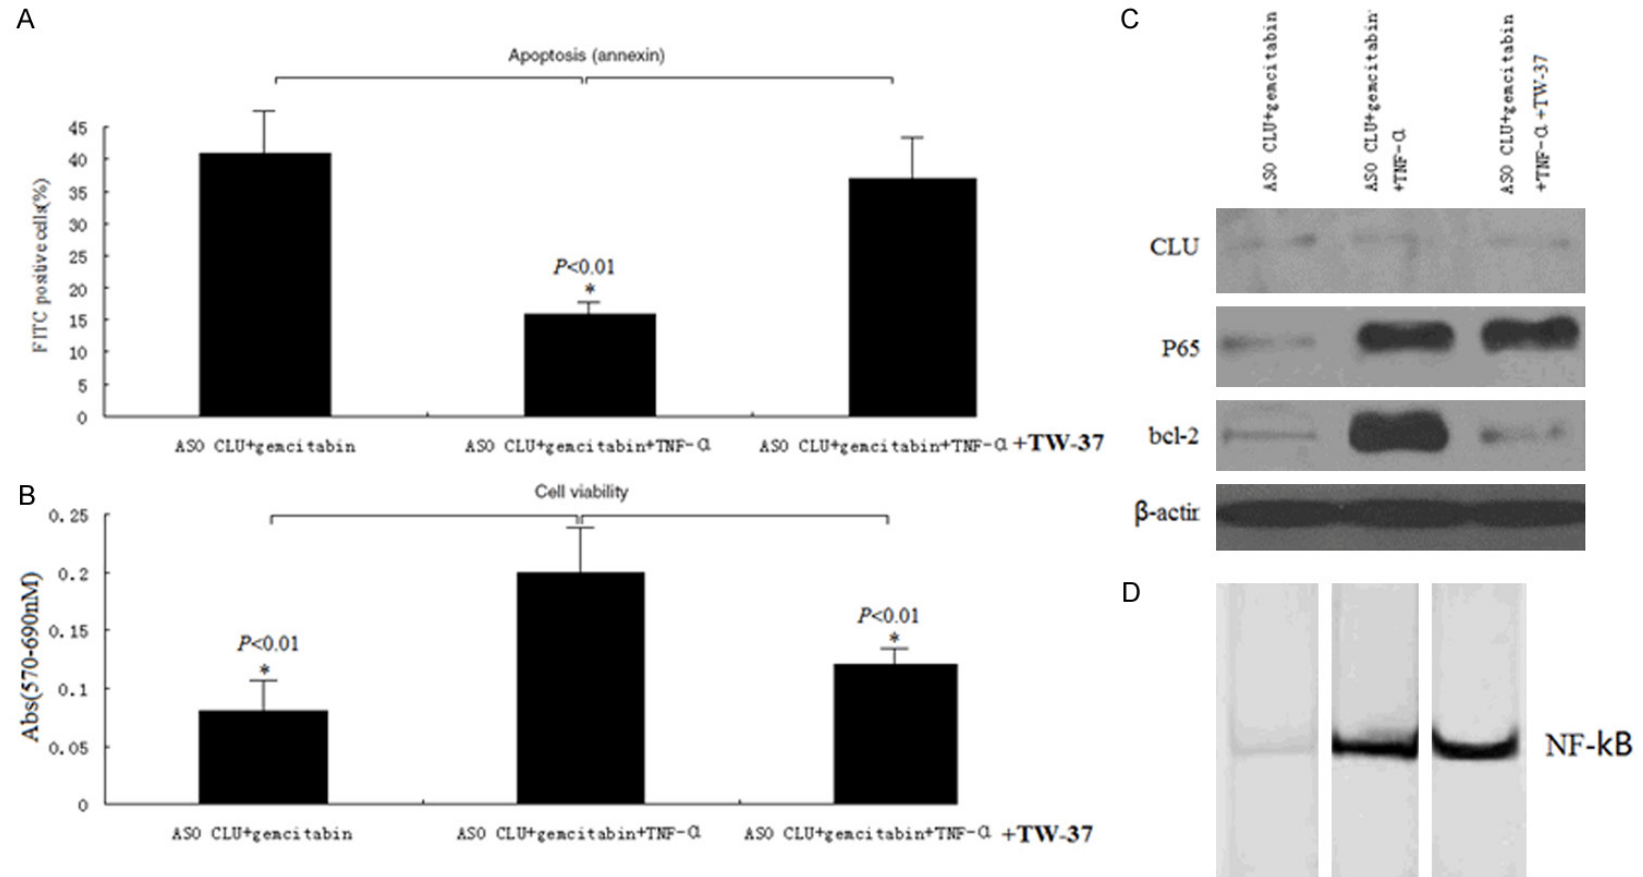 A
Apoptosis (annexin)
45
40
35
30
25
20
15
10
5
0
FITC positive cells(%)
P<0.01
*
ASO CLU+gemcitabin
ASO CLU+gemcitabin+TNF-α
ASO CLU+gemcitabin+TNF-α +TW-37
B
Cell viability
0.25
0.2
0.15
0.1
0.05
0
Abs(570-690nM)
P<0.01
*
P<0.01
*
ASO CLU+gemcitabin
ASO CLU+gemcitabin+TNF-α
ASO CLU+gemcitabin+TNF-α +TW-37
C
ASO CLU+gemcitabin
ASO CLU+gemcitabin
+TNF-α
ASO CLU+gemcitabin
+TNF-α +TW-37
CLU
P65
bcl-2
β-actin
D
NF-kB